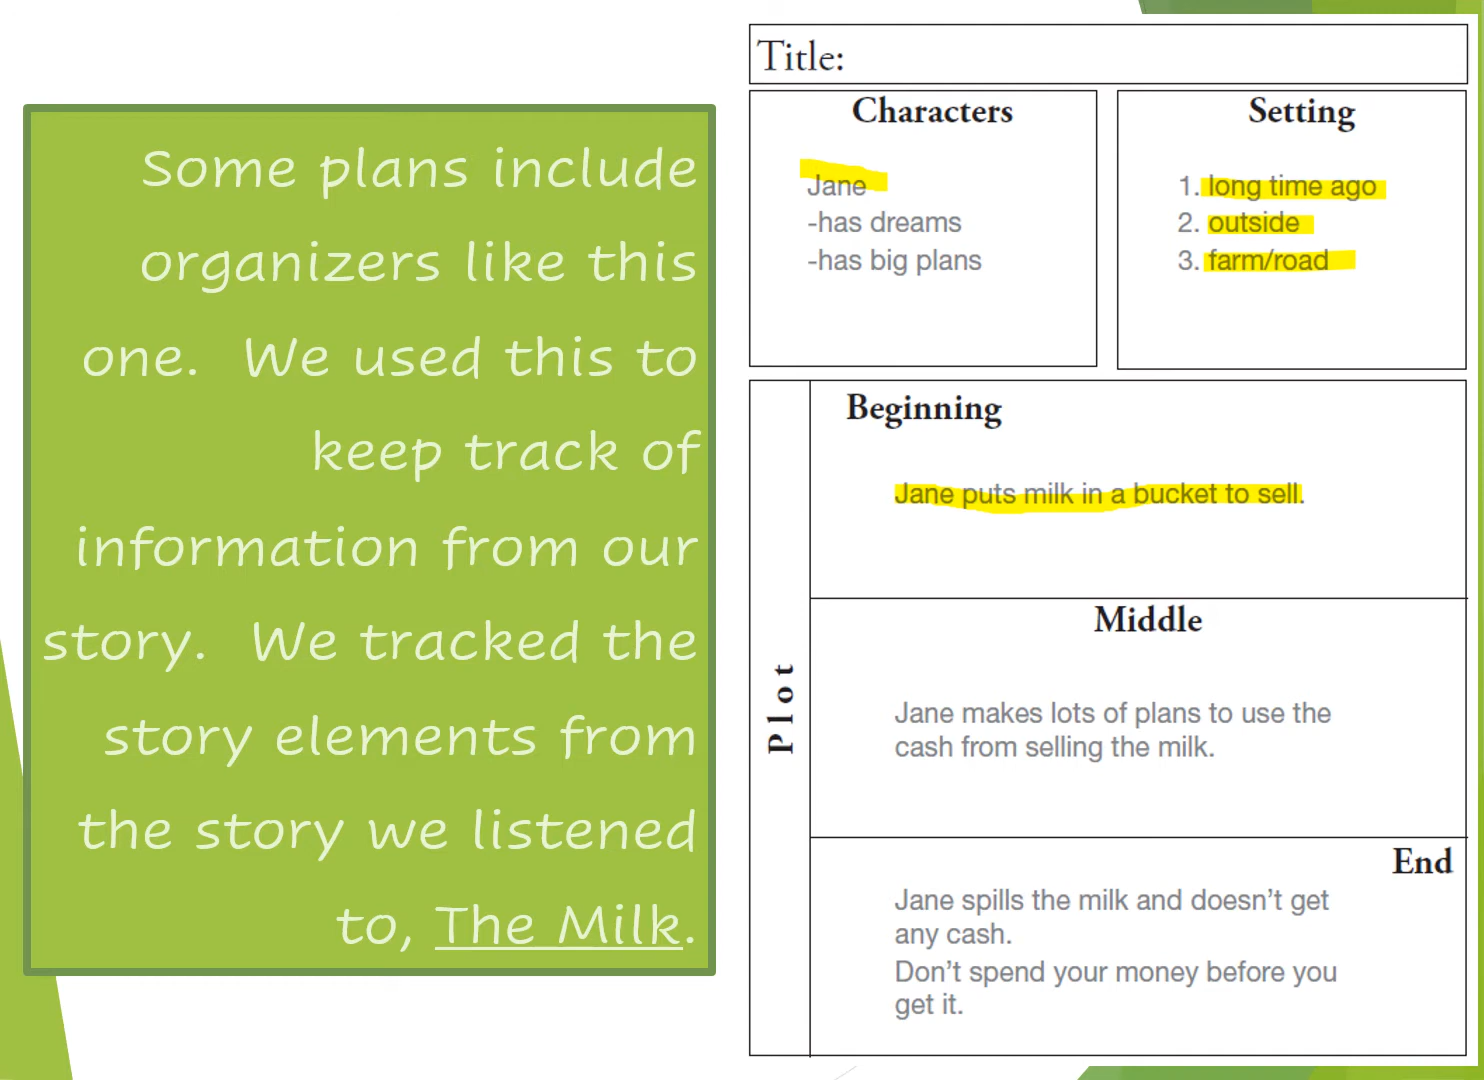 Some plans include
organizers like this
one.  We used this to
keep track of
information from our
story.  We tracked the
story elements from
the story we listened
to, The Milk.
Title:
Characters
Jane
-has dreams
-has big plans
Setting
1. long time ago
2. outside
3. farm/road
Plot
Beginning
Jane puts milk in a bucket to sell.
Middle
Jane makes lots of plans to use the
cash from selling the milk.
End
Jane spills the milk and doesn’t get
any cash.
Don’t spend your money before you
get it.